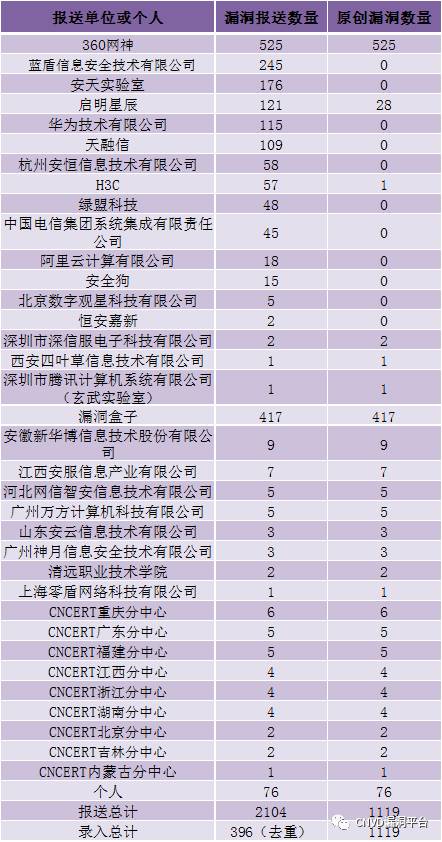 报送单位或个人 漏洞报送数量 原创漏洞数量
360网神 525 525
蓝盾信息安全技术有限公司 245 0
安天实验室 176 0
启明星辰 121 28
华为技术有限公司 115 0
天融信 109 0
杭州安恒信息技术有限公司 58 0
H3C 57 1
绿盟科技 48 0
中国电信集团系统集成有限责任
公司 45 0
阿里云计算有限公司 18 0
安全狗 15 0
北京数字观星科技有限公司 5 0
恒安嘉新 2 0
深圳市深信服电子科技有限公司 2 2
西安四叶草信息技术有限公司 1 1
深圳市腾讯计算机系统有限公司
（玄武实验室） 1 1
漏洞盒子 417 417
安徽新华博信息技术股份有限公
司 9 9
江西安服信息产业有限公司 7 7
河北网信智安信息技术有限公司 5 5
广州万方计算机科技有限公司 5 5
山东安云信息技术有限公司 3 3
广州神月信息安全技术有限公司 3 3
清远职业技术学院 2 2
上海零盾网络科技有限公司 1 1
CNCERT重庆分中心 6 6
CNCERT广东分中心 5 5
CNCERT福建分中心 5 5
CNCERT江西分中心 4 4
CNCERT浙江分中心 4 4
CNCERT湖南分中心 4 4
CNCERT北京分中心 2 2
CNCERT吉林分中心 2 2
CNCERT内蒙古分中心 1 1
个人 76 76
报送总计 2104 1119
录入总计 396（去重） 1119
CNVD漏洞平台